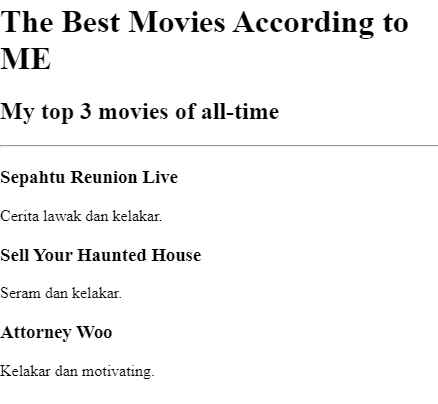 The Best Movies According to
ME
My top 3 movies of all-time
Sepahtu Reunion Live
Cerita lawak dan kelakar.
Sell Your Haunted House
Seram dan kelakar.
Attorney Woo
Kelakar dan motivating.